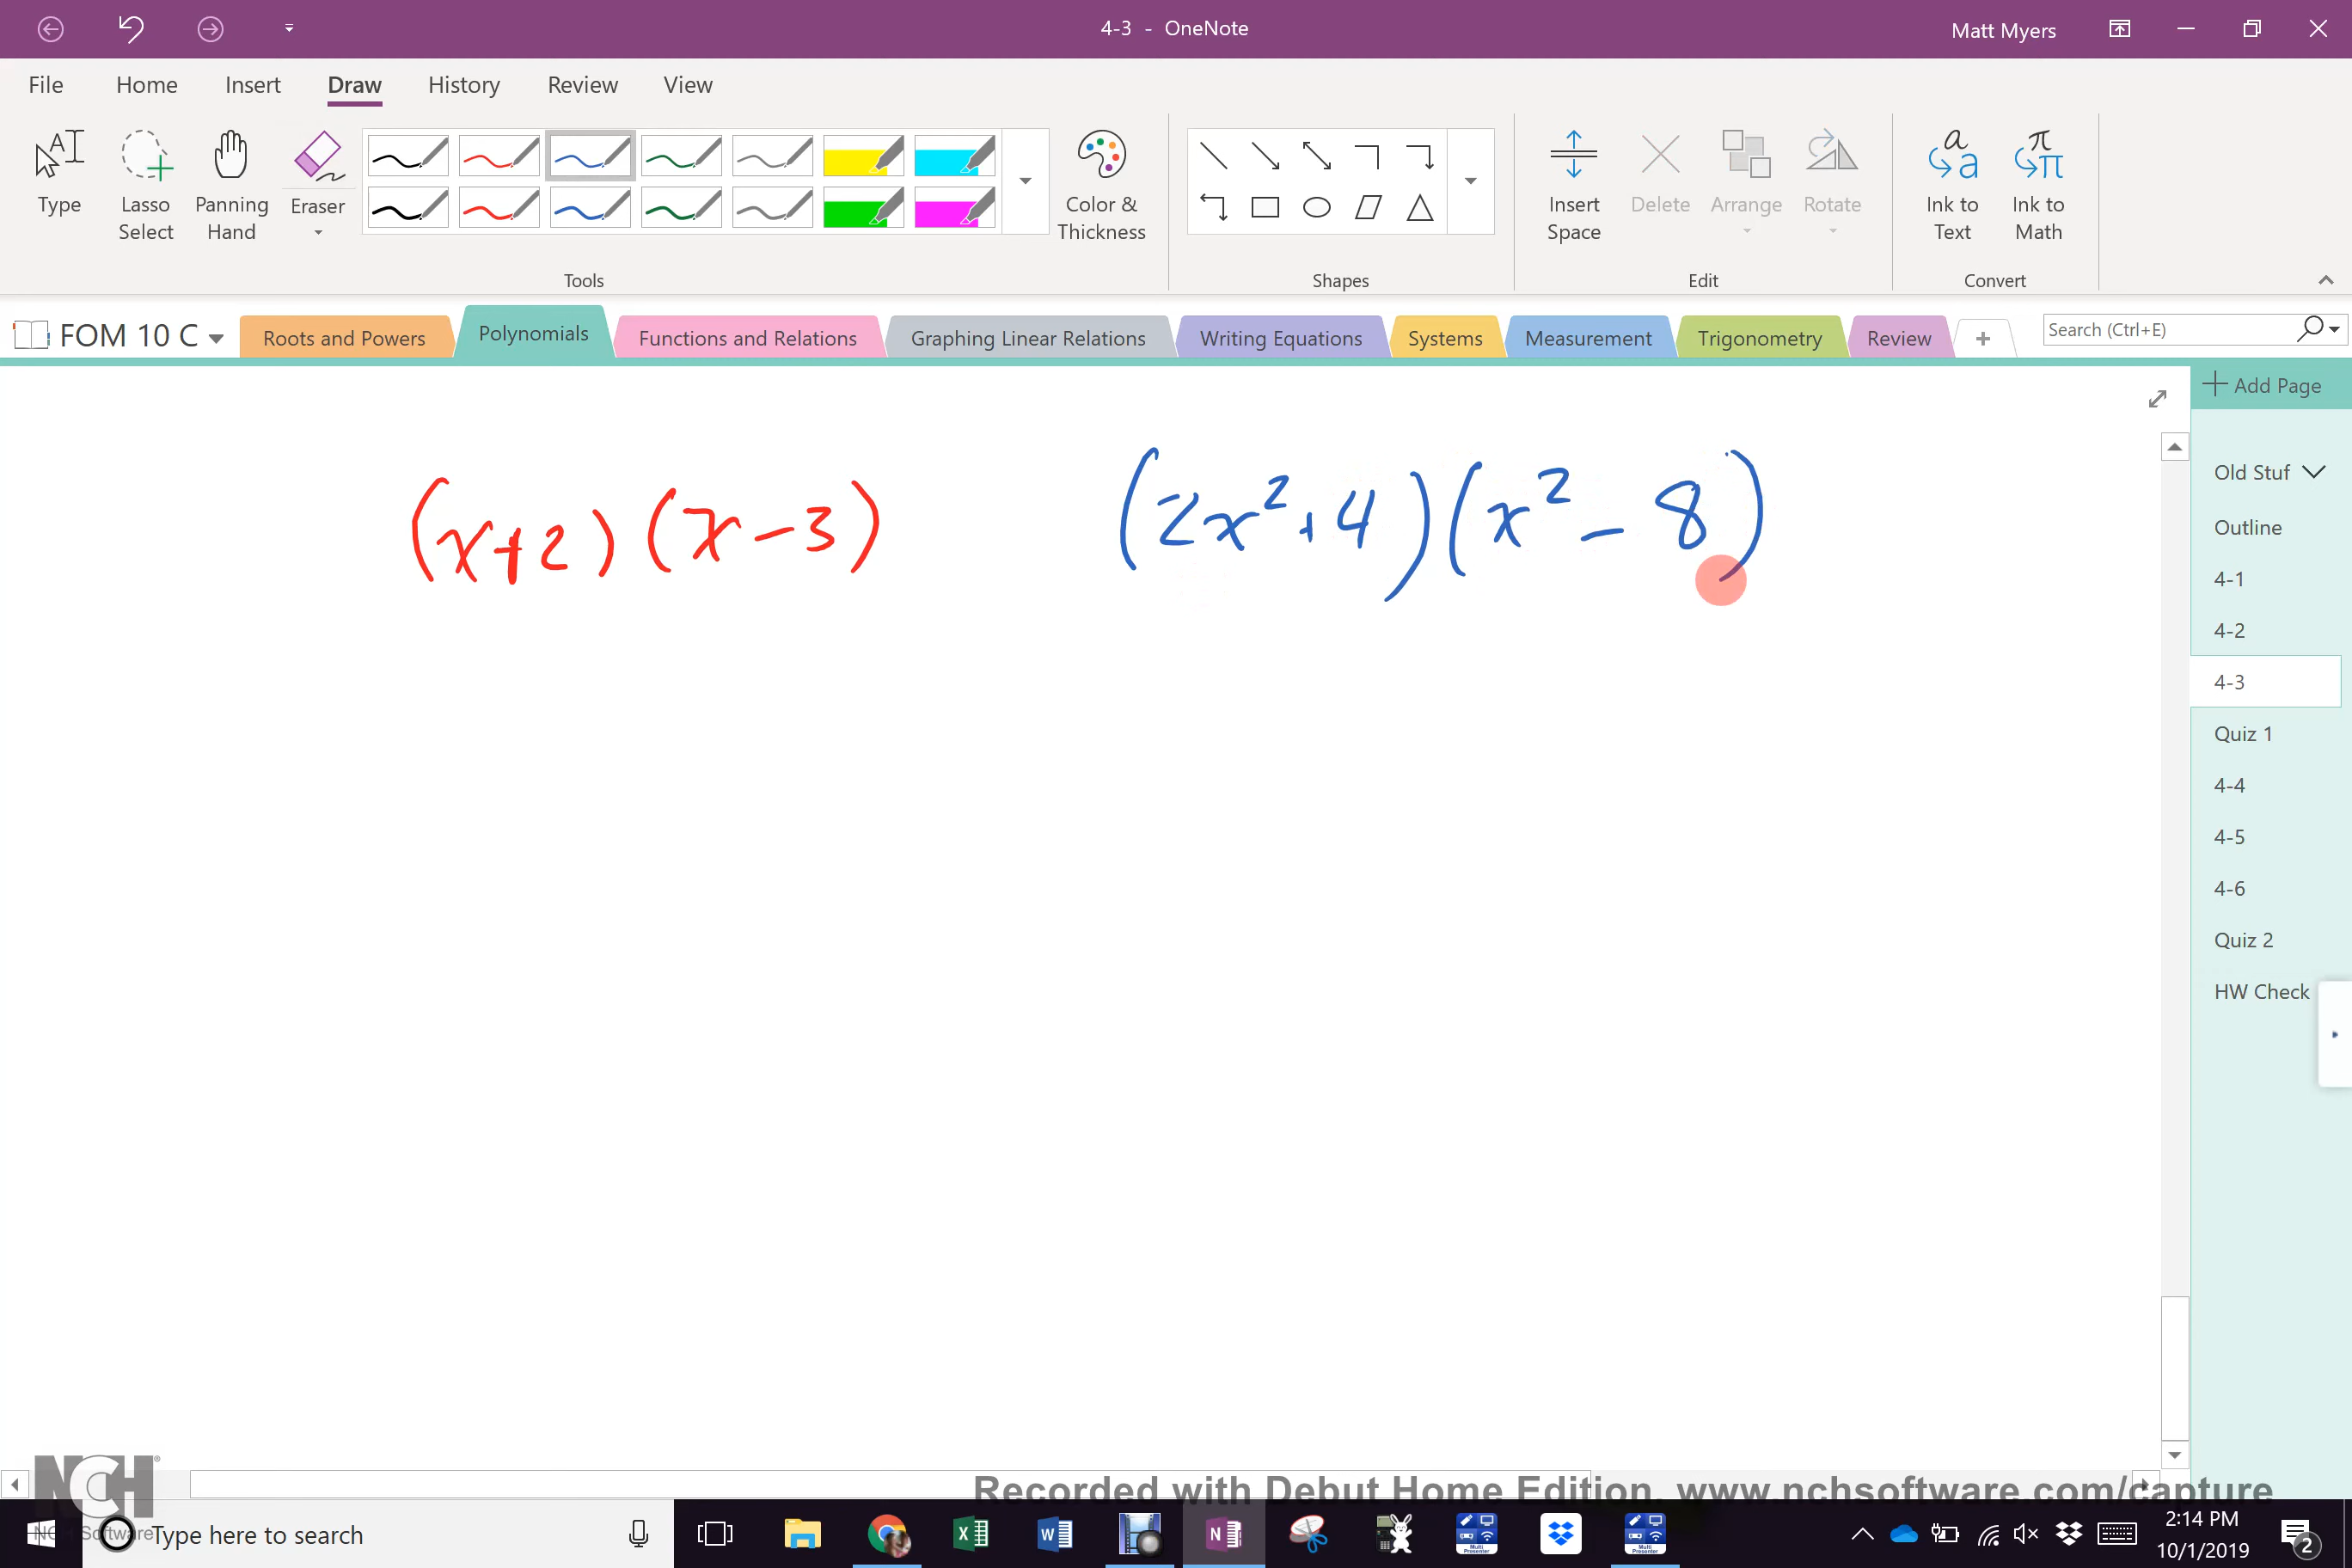 4-3 - OneNote
Matt Myers
File Home Insert Draw History Review View
Type
Lasso Select
Panning Hand
Eraser
Color & Thickness
Insert Space
Delete
Arrange
Rotate
Ink to Text
Ink to Math
Tools
Shapes
Edit
Convert
FOM 10 C
Roots and Powers
Polynomials
Functions and Relations
Graphing Linear Relations
Writing Equations
Systems
Measurement
Trigonometry
Review
Search (Ctrl+E)
Add Page
(x+2)(x-3)
(2x²+4)(x²-8)
Old Stuf
Outline
4-1
4-2
4-3
Quiz 1
4-4
4-5
4-6
Quiz 2
HW Check
NCH®
NCH Software
Recorded with Debut Home Edition. www.nchsoftware.com/capture
Type here to search
2:14 PM
10/1/2019
2